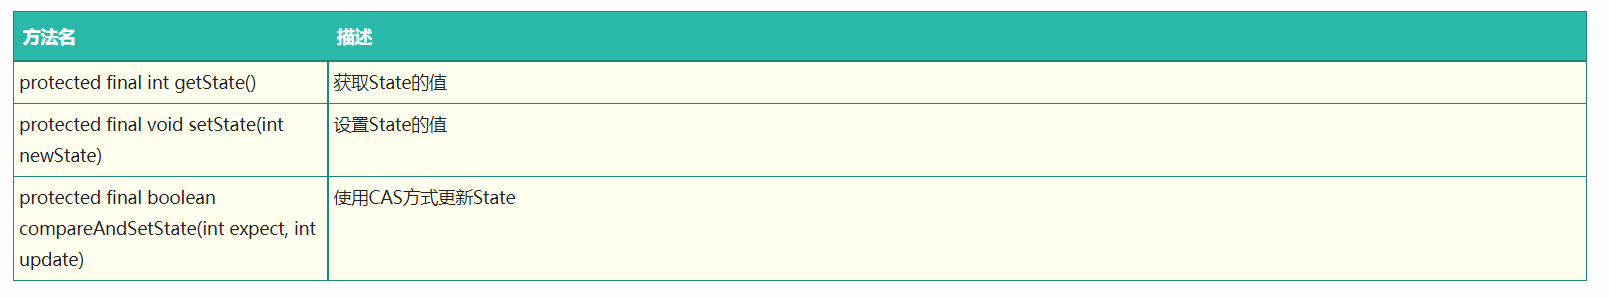 方法名 描述
protected final int getState() 获取State的值
protected final void setState(int 设置State的值
newState)
protected final boolean 使用CAS方式更新State
compareAndSetState(int expect, int
update)